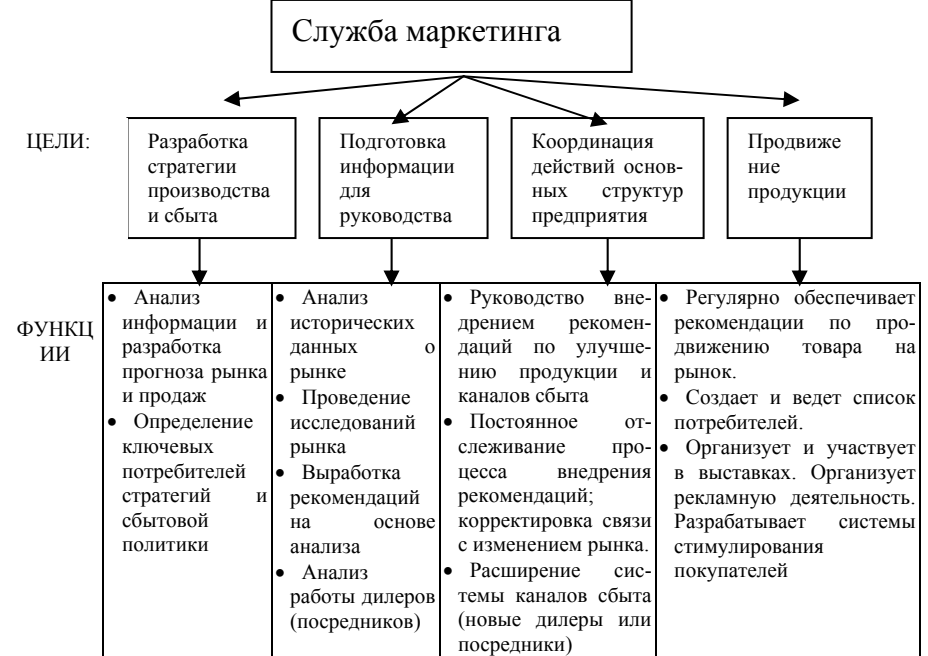 Служба маркетинга
ЦЕЛИ:
Разработка
стратегии
производства
и сбыта
Подготовка
информации
для
руководства
Координация
действий основ-
ных структур
предприятия
Продвиже
ние
продукции
ФУНКЦ
ИИ
• Анализ
информации и
разработка
прогноза рынка
и продаж
• Определение
ключевых
потребителей
стратегий и
сбытовой
политики
• Анализ
исторических
данных о
рынке
• Проведение
исследований
рынка
• Выработка
рекомендаций
на основе
анализа
• Анализ
работы дилеров
(посредников)
• Руководство вне-
дрением рекомен-
даций по улучше-
нию продукции и
каналов сбыта
• Постоянное от-
слеживание про-
цесса внедрения
рекомендаций;
корректировка связи
с изменением рынка.
• Расширение сис-
темы каналов сбыта
(новые дилеры или
посредники)
• Регулярно обеспечивает
рекомендации по про-
движению товара на
рынок.
• Создает и ведет список
потребителей.
• Организует и участвует
в выставках. Организует
рекламную деятельность.
Разрабатывает системы
стимулирования
покупателей